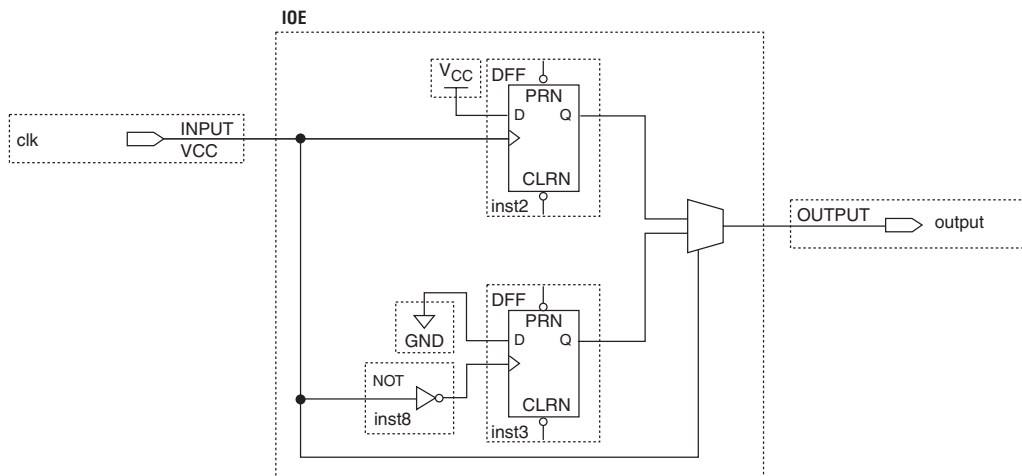 IOE
VCC
DFF
PRN
D
Q
CLRN
inst2
clk
INPUT
VCC
OUTPUT
output
DFF
PRN
D
Q
CLRN
inst3
GND
NOT
inst8